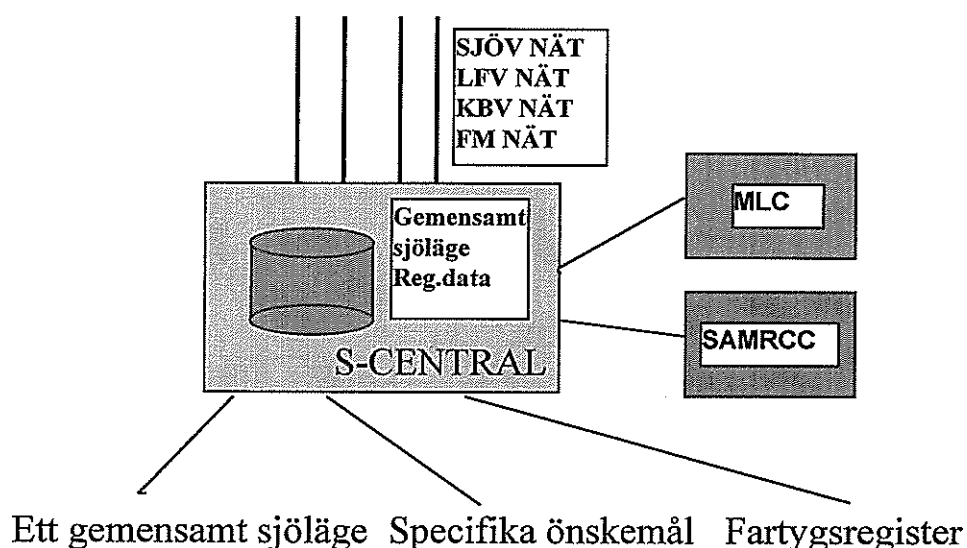 SJÖV NÄT
LFV NÄT
KBV NÄT
FM NÄT
Gemensamt
sjöläge
Reg.data
MLC
SAMRCC
S-CENTRAL
Ett gemensamt sjöläge Specifika önskemål Fartygsregister